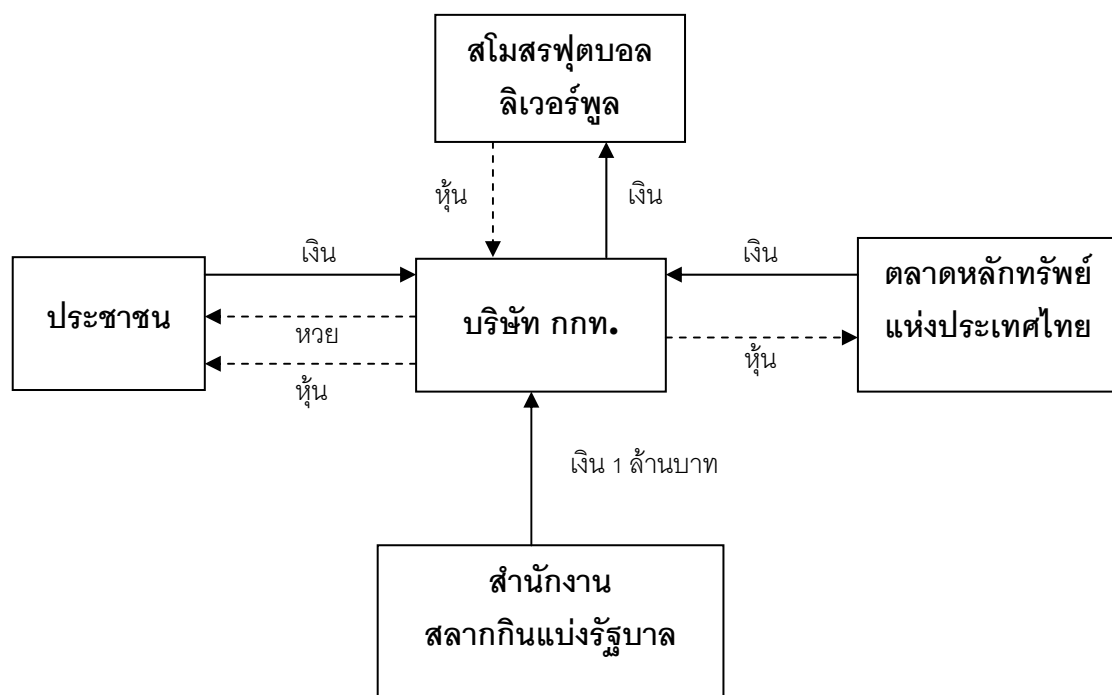 สโมสรฟุตบอล
ลิเวอร์พูล
หุ้น
เงิน
เงิน
เงิน
ประชาชน
บริษัท กกท.
ตลาดหลักทรัพย์
แห่งประเทศไทย
หวย
หุ้น
หุ้น
เงิน 1 ล้านบาท
สำนักงาน
สลากกินแบ่งรัฐบาล